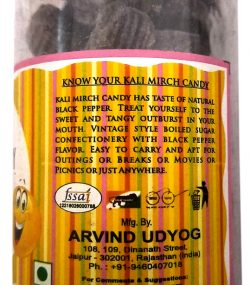 KNOW YOUR KALI MIRCH CANDY
KALI MIRCH CANDY HAS TASTE OF NATURAL
BLACK PEPPER. TREAT YOURSELF TO THE
SWEET AND TANGY OUTBURST IN YOUR
MOUTH. VINTAGE STYLE BOILED SUGAR
CONFECTIONERY WITH BLACK PEPPER
FLAVOR. EASY TO CARRY AND APT FOR
OUTINGS OR BREAKS OR MOVIES OR
PICNICS OR JUST ANYWHERE.
fssai
Mfg. By.
ARVIND UDYOG
108, 109, Dinanath Street,
Jaipur - 302001, Rajasthan (India)
Ph. : +91-9460407018
For Comments & Suggestions: